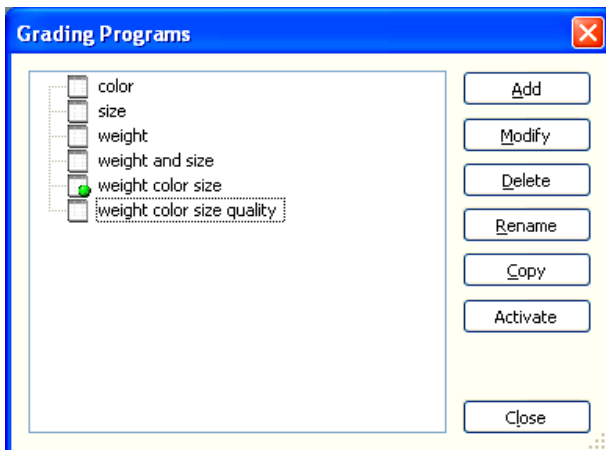 Grading Programs
color
size
weight
weight and size
weight color size
weight color size quality
Add
Modify
Delete
Rename
Copy
Activate
Close